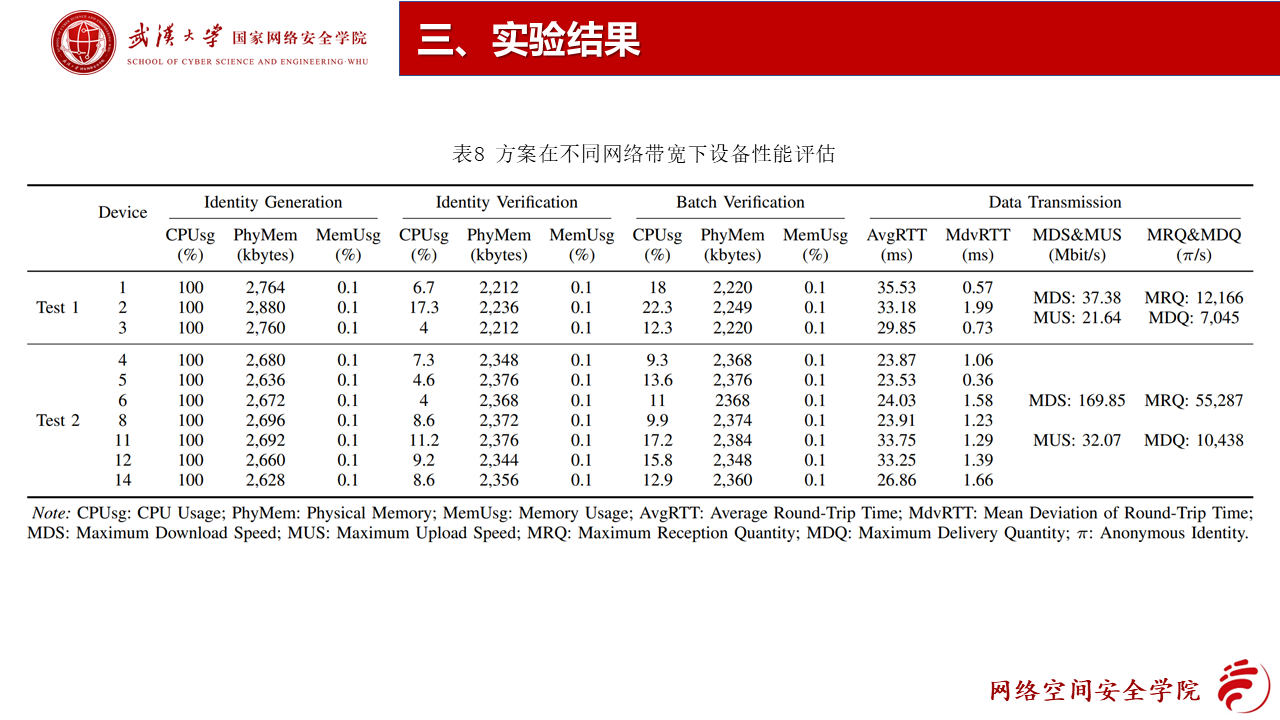 武汉大学 国家网络安全学院
SCHOOL OF CYBER SCIENCE AND ENGINEERING·WHU
三、实验结果
表8 方案在不同网络带宽下设备性能评估
Device Identity Generation Identity Verification Batch Verification Data Transmission
CPUsg PhyMem MemUsg CPUsg PhyMem MemUsg CPUsg PhyMem MemUsg AvgRTT MdvRTT MDS&MUS MRQ&MDQ
(%) (kbytes) (%) (%) (kbytes) (%) (%) (kbytes) (%) (ms) (ms) (Mbit/s) (π/s)
1 100 2,764 0.1 6.7 2,212 0.1 18 2,220 0.1 35.53 0.57 MDS: 37.38 MRQ: 12,166
Test 1 2 100 2,880 0.1 17.3 2,236 0.1 22.3 2,249 0.1 33.18 1.99 MUS: 21.64 MDQ: 7,045
3 100 2,760 0.1 4 2,212 0.1 12.3 2,220 0.1 29.85 0.73
4 100 2,680 0.1 7.3 2,348 0.1 9.3 2,368 0.1 23.87 1.06
5 100 2,636 0.1 4.6 2,376 0.1 13.6 2,376 0.1 23.53 0.36
6 100 2,672 0.1 4 2,368 0.1 11 2368 0.1 24.03 1.58 MDS: 169.85 MRQ: 55,287
Test 2 8 100 2,696 0.1 8.6 2,372 0.1 9.9 2,374 0.1 23.91 1.23
11 100 2,692 0.1 11.2 2,376 0.1 17.2 2,384 0.1 33.75 1.29 MUS: 32.07 MDQ: 10,438
12 100 2,660 0.1 9.2 2,344 0.1 15.8 2,348 0.1 33.25 1.39
14 100 2,628 0.1 8.6 2,356 0.1 12.9 2,360 0.1 26.86 1.66
Note: CPUsg: CPU Usage; PhyMem: Physical Memory; MemUsg: Memory Usage; AvgRTT: Average Round-Trip Time; MdvRTT: Mean Deviation of Round-Trip Time;
MDS: Maximum Download Speed; MUS: Maximum Upload Speed; MRQ: Maximum Reception Quantity; MDQ: Maximum Delivery Quantity; π: Anonymous Identity.
网络空间安全学院